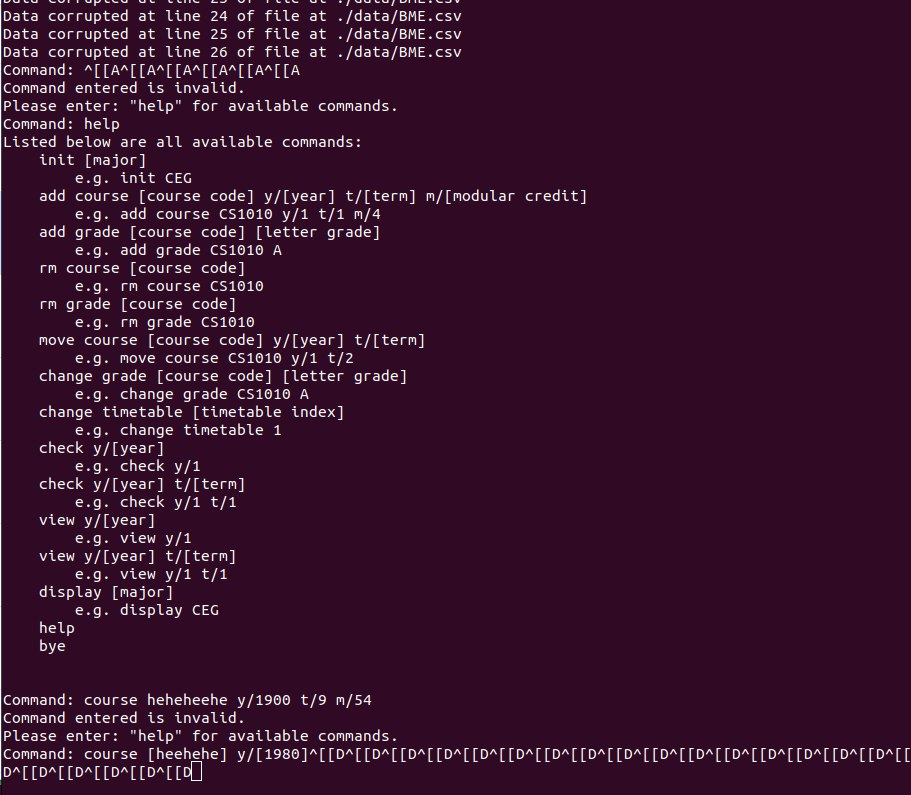 Data corrupted at line 23 of file at ./data/BME.csv
Data corrupted at line 24 of file at ./data/BME.csv
Data corrupted at line 25 of file at ./data/BME.csv
Data corrupted at line 26 of file at ./data/BME.csv
Command: ^[[A^[[A^[[A^[[A^[[A^[[A
Command entered is invalid.
Please enter: "help" for available commands.
Command: help
Listed below are all available commands:
    init [major]
        e.g. init CEG
    add course [course code] y/[year] t/[term] m/[modular credit]
        e.g. add course CS1010 y/1 t/1 m/4
    add grade [course code] [letter grade]
        e.g. add grade CS1010 A
    rm course [course code]
        e.g. rm course CS1010
    rm grade [course code]
        e.g. rm grade CS1010
    move course [course code] y/[year] t/[term]
        e.g. move course CS1010 y/1 t/2
    change grade [course code] [letter grade]
        e.g. change grade CS1010 A
    change timetable [timetable index]
        e.g. change timetable 1
    check y/[year]
        e.g. check y/1
    check y/[year] t/[term]
        e.g. check y/1 t/1
    view y/[year]
        e.g. view y/1
    view y/[year] t/[term]
        e.g. view y/1 t/1
    display [major]
        e.g. display CEG
    help
    bye
Command: course heheheehe y/1900 t/9 m/54
Command entered is invalid.
Please enter: "help" for available commands.
Command: course [heehehe] y/[1980]^[[D^[[D^[[D^[[D^[[D^[[D^[[D^[[D^[[D^[[D^[[D^[[D^[[D^[[D^[[D^[[D^[[
D^[[D^[[D^[[D^[[D^[[D